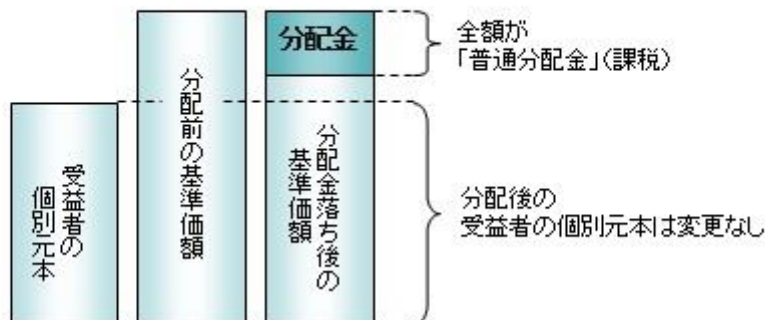 受益者の
個別元本
分配前の基準価額
分配金
分配金落ち後の
基準価額
全額が
「普通分配金」(課税)
分配後の
受益者の個別元本は変更なし